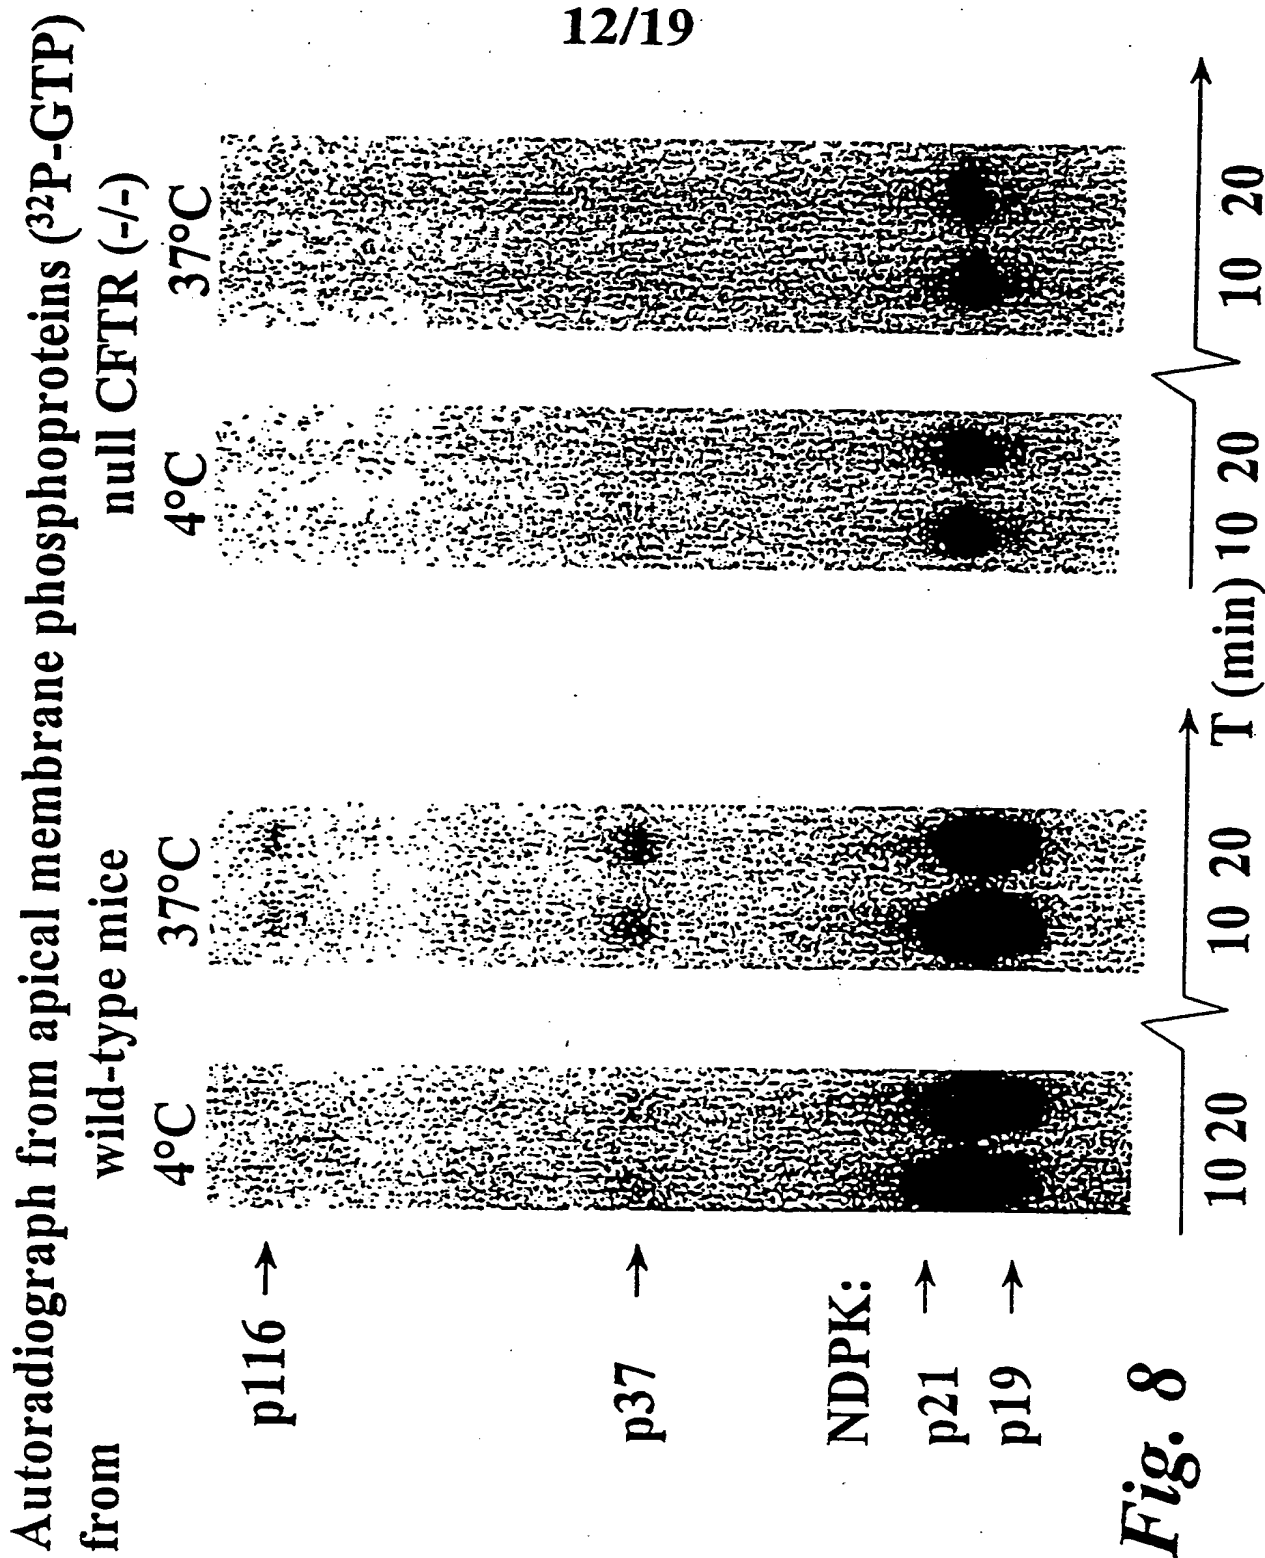 12/19
Autoradiograph from apical membrane phosphoproteins (³²P-GTP)
from wild-type mice null CFTR (-/-)
4°C 37°C 4°C 37°C
p116 →
p37 →
NDPK:
p21 →
p19 →
10 20 10 20 T (min) 10 20 10 20
Fig. 8